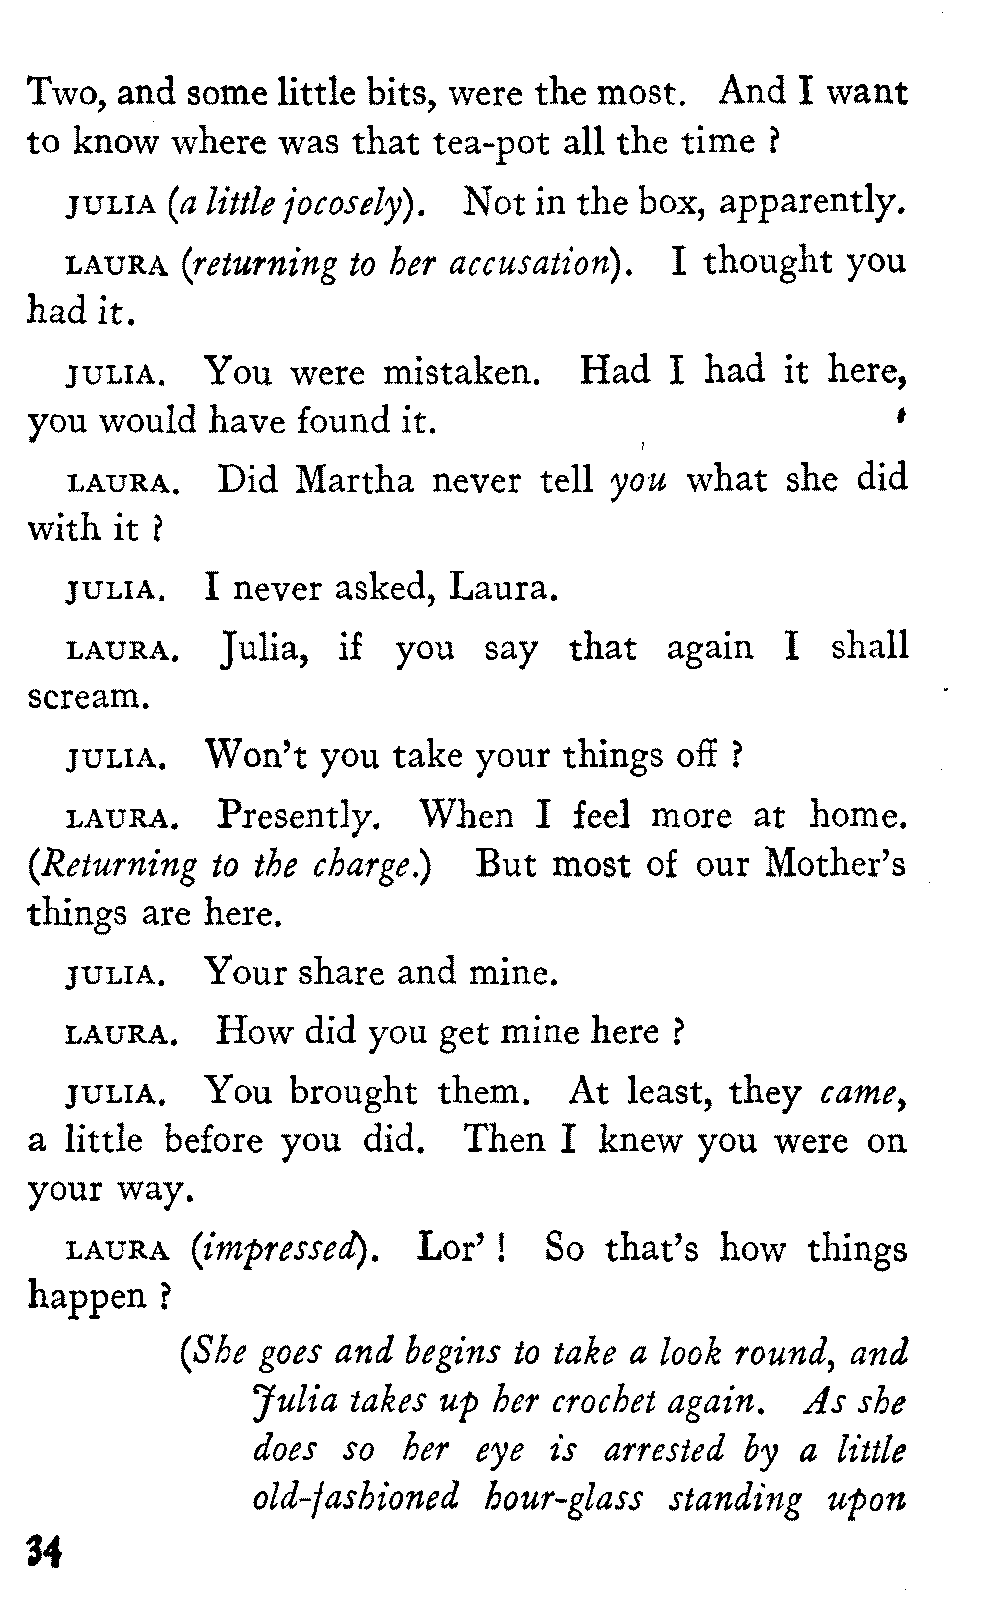 Two, and some little bits, were the most. And I want
to know where was that tea-pot all the time ?
JULIA (a little jocosely). Not in the box, apparently.
LAURA (returning to her accusation). I thought you
had it.
JULIA. You were mistaken. Had I had it here,
you would have found it.
LAURA. Did Martha never tell you what she did
with it ?
JULIA. I never asked, Laura.
LAURA. Julia, if you say that again I shall
scream.
JULIA. Won't you take your things off ?
LAURA. Presently. When I feel more at home.
(Returning to the charge.) But most of our Mother's
things are here.
JULIA. Your share and mine.
LAURA. How did you get mine here ?
JULIA. You brought them. At least, they came,
a little before you did. Then I knew you were on
your way.
LAURA (impressed). Lor' ! So that's how things
happen ?
(She goes and begins to take a look round, and
Julia takes up her crochet again. As she
does so her eye is arrested by a little
old-fashioned hour-glass standing upon
34